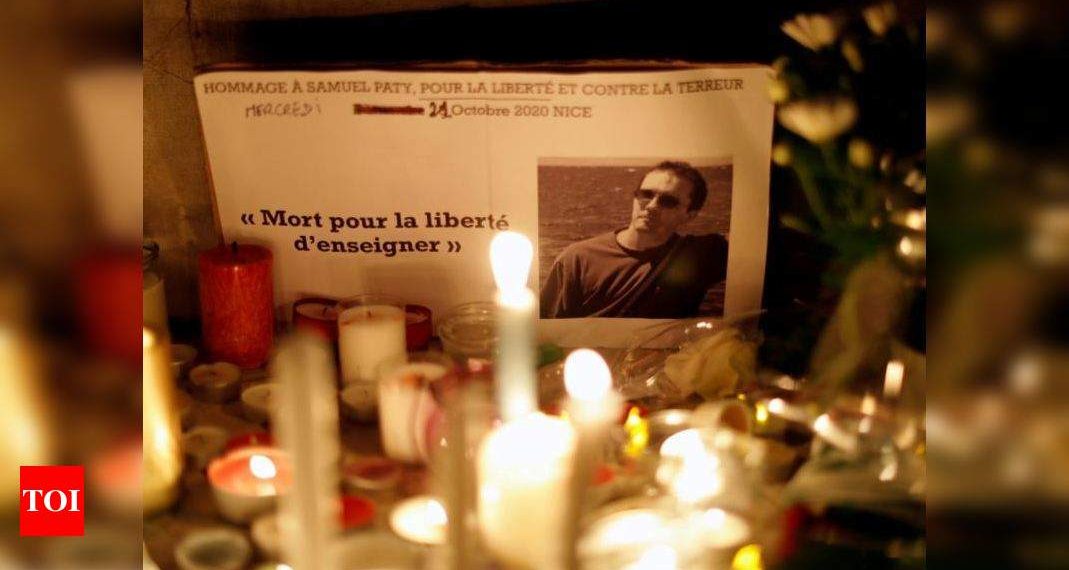 HOMMAGE À SAMUEL PATY, POUR LA LIBERTÉ ET CONTRE LA TERREUR
MERCREDI 21 Octobre 2020 NICE
« Mort pour la liberté
d'enseigner »
TOI